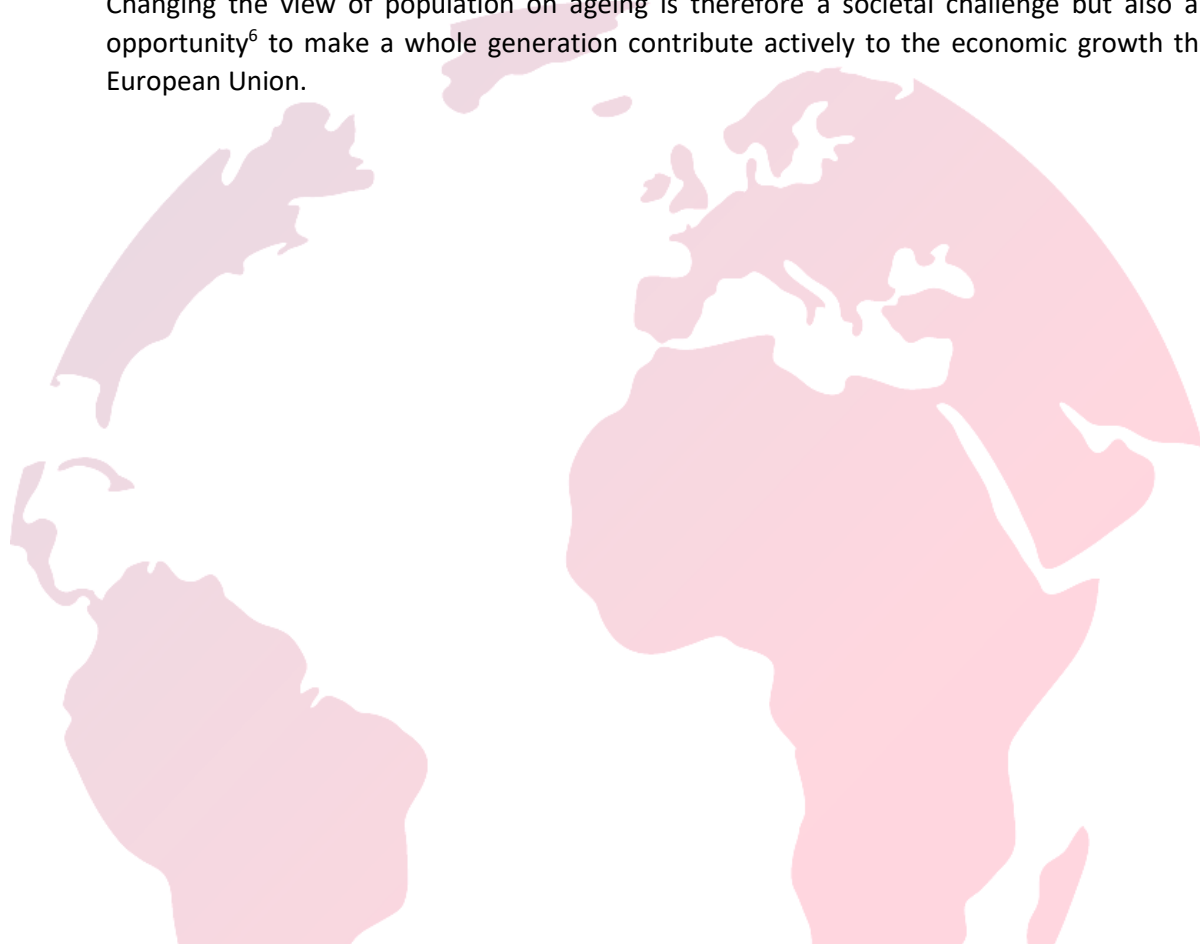 Changing the view of population on ageing is therefore a societal challenge but also a
opportunity⁶ to make a whole generation contribute actively to the economic growth th
European Union.